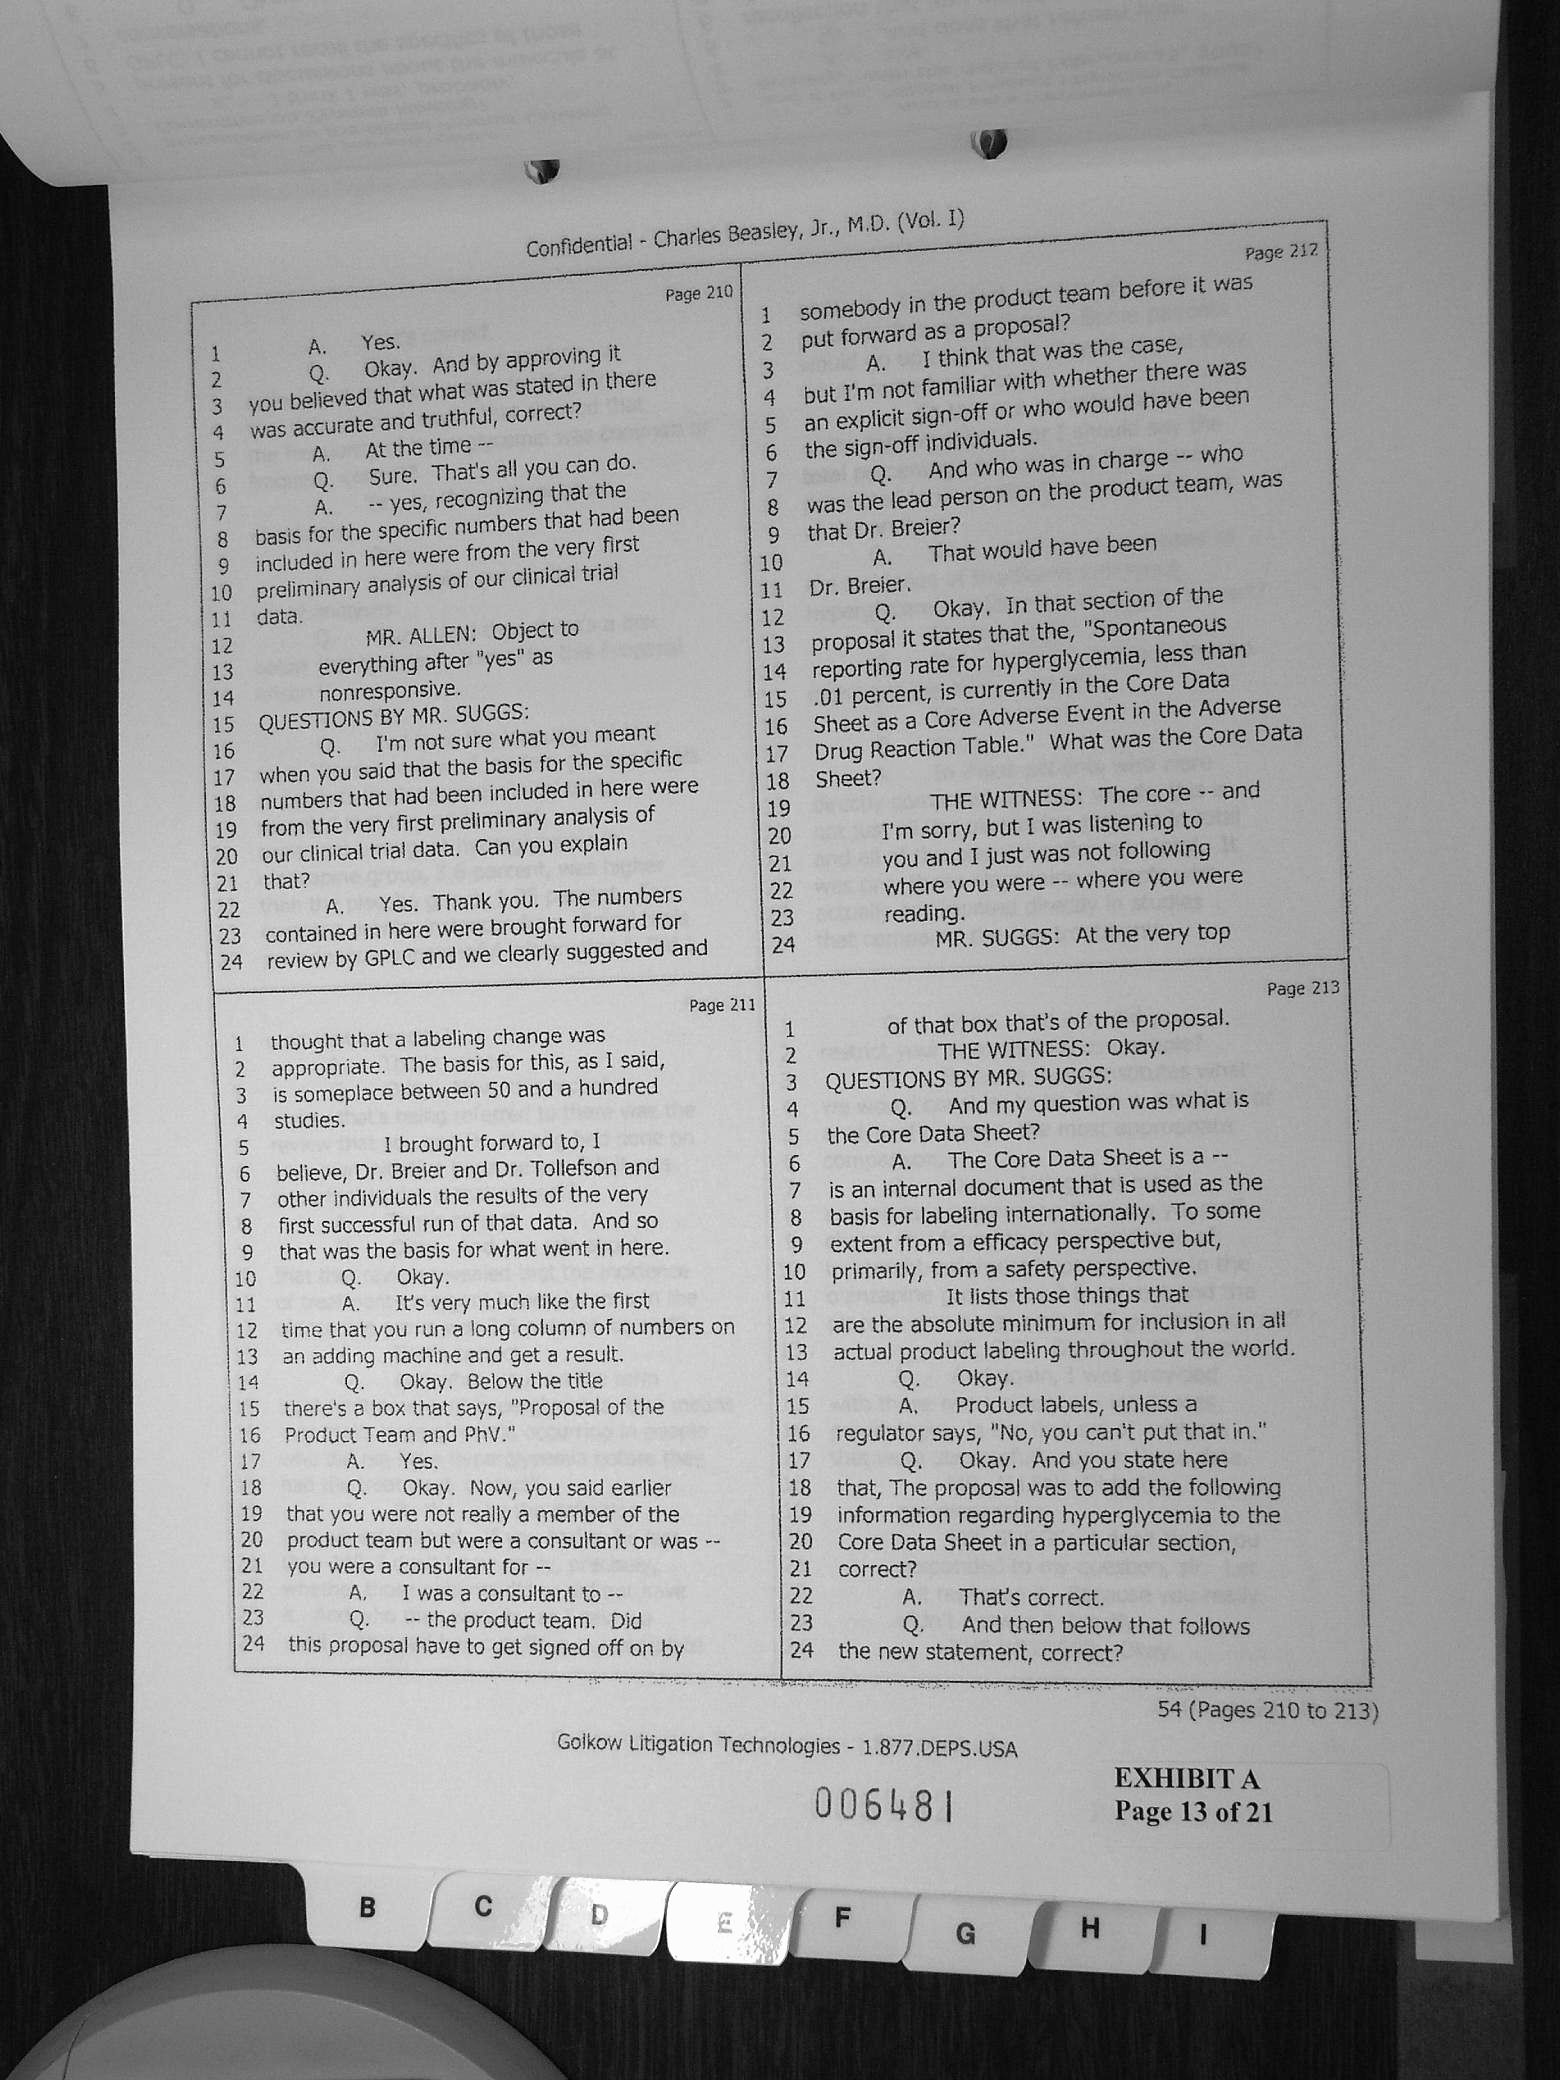 Confidential - Charles Beasley, Jr., M.D. (Vol. I)
Page 210
1 A. Yes.
2 Q. Okay. And by approving it
3 you believed that what was stated in there
4 was accurate and truthful, correct?
5 A. At the time --
6 Q. Sure. That's all you can do.
7 A. -- yes, recognizing that the
8 basis for the specific numbers that had been
9 included in here were from the very first
10 preliminary analysis of our clinical trial
11 data.
12 MR. ALLEN: Object to
13 everything after "yes" as
14 nonresponsive.
15 QUESTIONS BY MR. SUGGS:
16 Q. I'm not sure what you meant
17 when you said that the basis for the specific
18 numbers that had been included in here were
19 from the very first preliminary analysis of
20 our clinical trial data. Can you explain
21 that?
22 A. Yes. Thank you. The numbers
23 contained in here were brought forward for
24 review by GPLC and we clearly suggested and
Page 211
1 thought that a labeling change was
2 appropriate. The basis for this, as I said,
3 is someplace between 50 and a hundred
4 studies.
5 I brought forward to, I
6 believe, Dr. Breier and Dr. Tollefson and
7 other individuals the results of the very
8 first successful run of that data. And so
9 that was the basis for what went in here.
10 Q. Okay.
11 A. It's very much like the first
12 time that you run a long column of numbers on
13 an adding machine and get a result.
14 Q. Okay. Below the title
15 there's a box that says, "Proposal of the
16 Product Team and PhV."
17 A. Yes.
18 Q. Okay. Now, you said earlier
19 that you were not really a member of the
20 product team but were a consultant or was --
21 you were a consultant for --
22 A. I was a consultant to --
23 Q. -- the product team. Did
24 this proposal have to get signed off on by
Page 212
1 somebody in the product team before it was
2 put forward as a proposal?
3 A. I think that was the case,
4 but I'm not familiar with whether there was
5 an explicit sign-off or who would have been
6 the sign-off individuals.
7 Q. And who was in charge -- who
8 was the lead person on the product team, was
9 that Dr. Breier?
10 A. That would have been
11 Dr. Breier.
12 Q. Okay. In that section of the
13 proposal it states that the, "Spontaneous
14 reporting rate for hyperglycemia, less than
15 .01 percent, is currently in the Core Data
16 Sheet as a Core Adverse Event in the Adverse
17 Drug Reaction Table." What was the Core Data
18 Sheet?
19 THE WITNESS: The core -- and
20 I'm sorry, but I was listening to
21 you and I just was not following
22 where you were -- where you were
23 reading.
24 MR. SUGGS: At the very top
Page 213
1 of that box that's of the proposal.
2 THE WITNESS: Okay.
3 QUESTIONS BY MR. SUGGS:
4 Q. And my question was what is
5 the Core Data Sheet?
6 A. The Core Data Sheet is a --
7 is an internal document that is used as the
8 basis for labeling internationally. To some
9 extent from a efficacy perspective but,
10 primarily, from a safety perspective.
11 It lists those things that
12 are the absolute minimum for inclusion in all
13 actual product labeling throughout the world.
14 Q. Okay.
15 A. Product labels, unless a
16 regulator says, "No, you can't put that in."
17 Q. Okay. And you state here
18 that, The proposal was to add the following
19 information regarding hyperglycemia to the
20 Core Data Sheet in a particular section,
21 correct?
22 A. That's correct.
23 Q. And then below that follows
24 the new statement, correct?
54 (Pages 210 to 213)
Golkow Litigation Technologies - 1.877.DEPS.USA
006481
EXHIBIT A
Page 13 of 21
B C D E F G H I